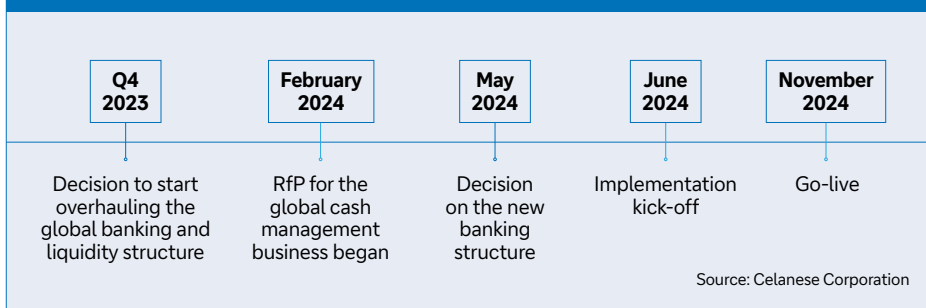 Q4
2023
February
2024
May
2024
June
2024
November
2024
Decision to start
overhauling the
global banking and
liquidity structure
RfP for the
global cash
management
business began
Decision
on the new
banking
structure
Implementation
kick-off
Go-live
Source: Celanese Corporation